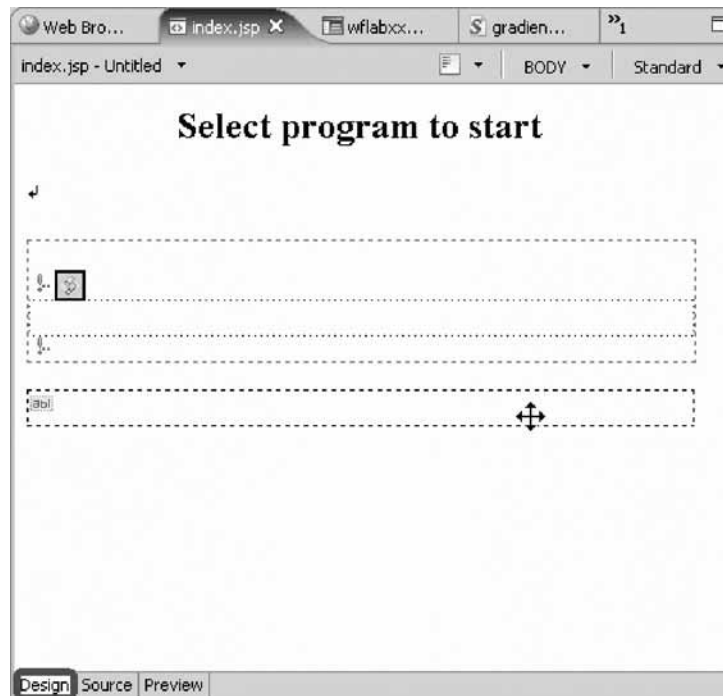 Web Bro... index.jsp wflabxx... S gradien... »1
index.jsp - Untitled BODY Standard
Select program to start
abl
Design Source Preview